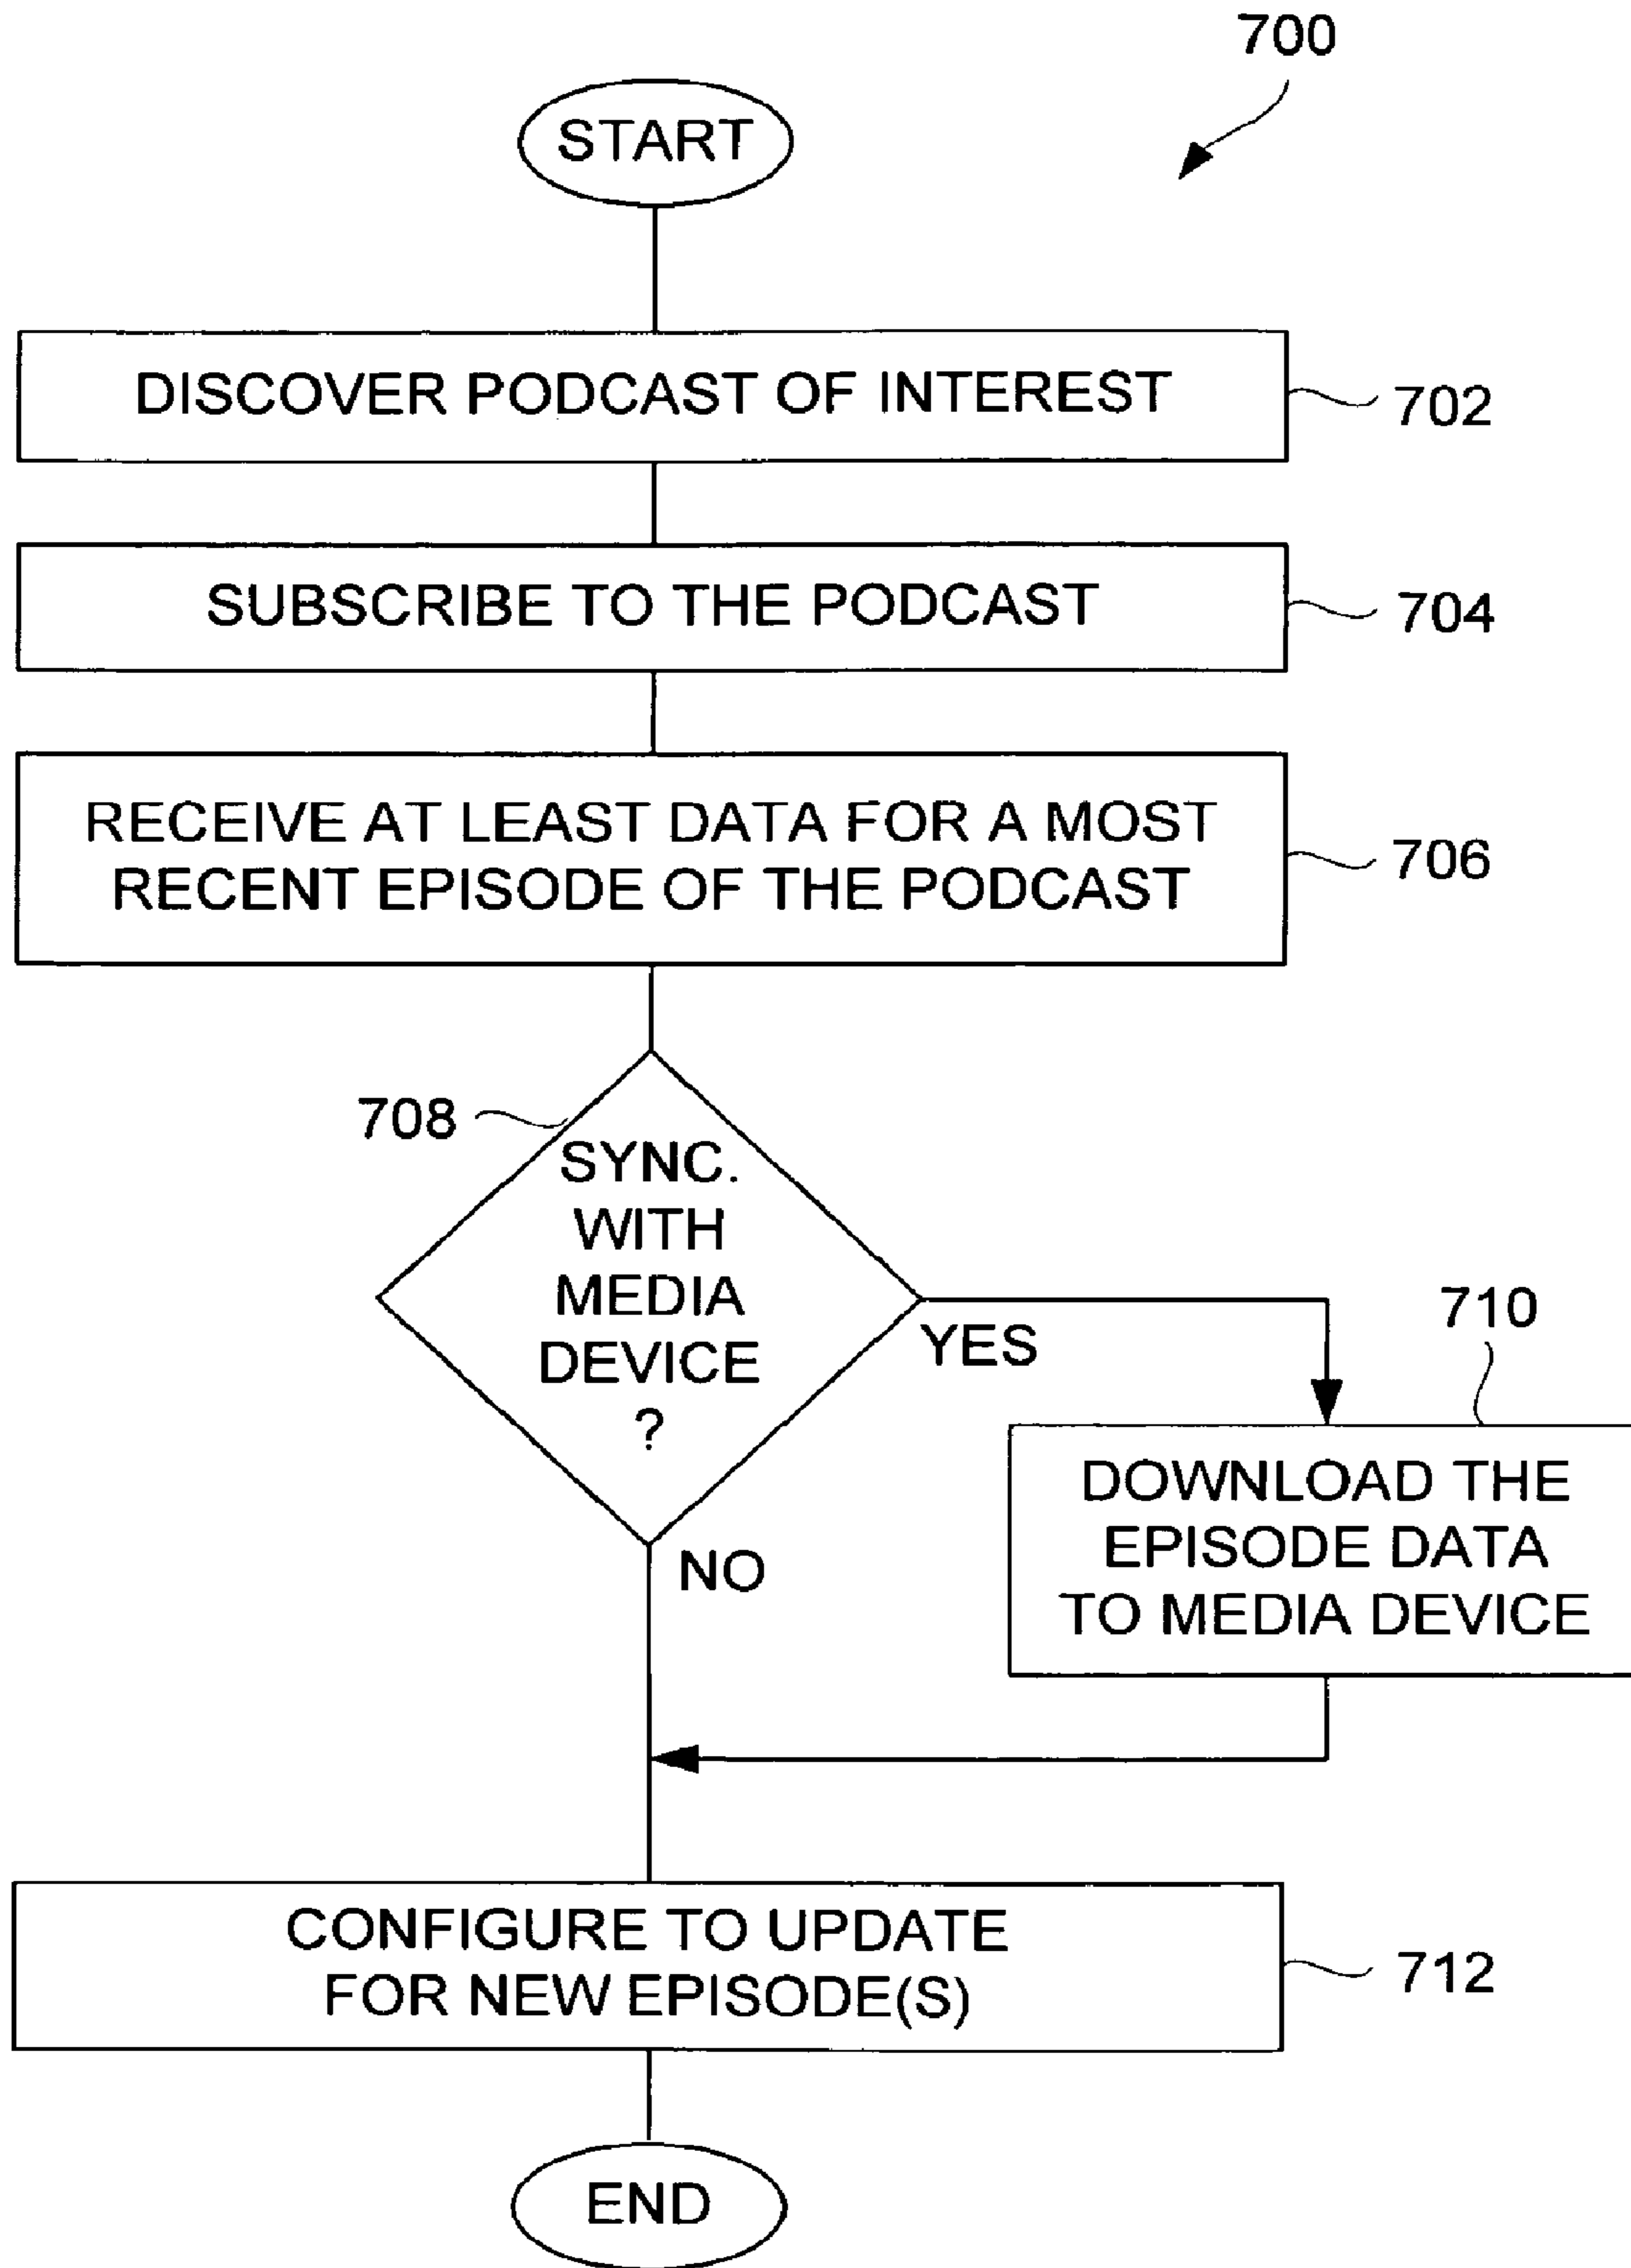 700
START
DISCOVER PODCAST OF INTEREST
702
SUBSCRIBE TO THE PODCAST
704
RECEIVE AT LEAST DATA FOR A MOST
RECENT EPISODE OF THE PODCAST
706
708
SYNC.
WITH
MEDIA
DEVICE
?
YES
NO
710
DOWNLOAD THE
EPISODE DATA
TO MEDIA DEVICE
CONFIGURE TO UPDATE
FOR NEW EPISODE(S)
712
END